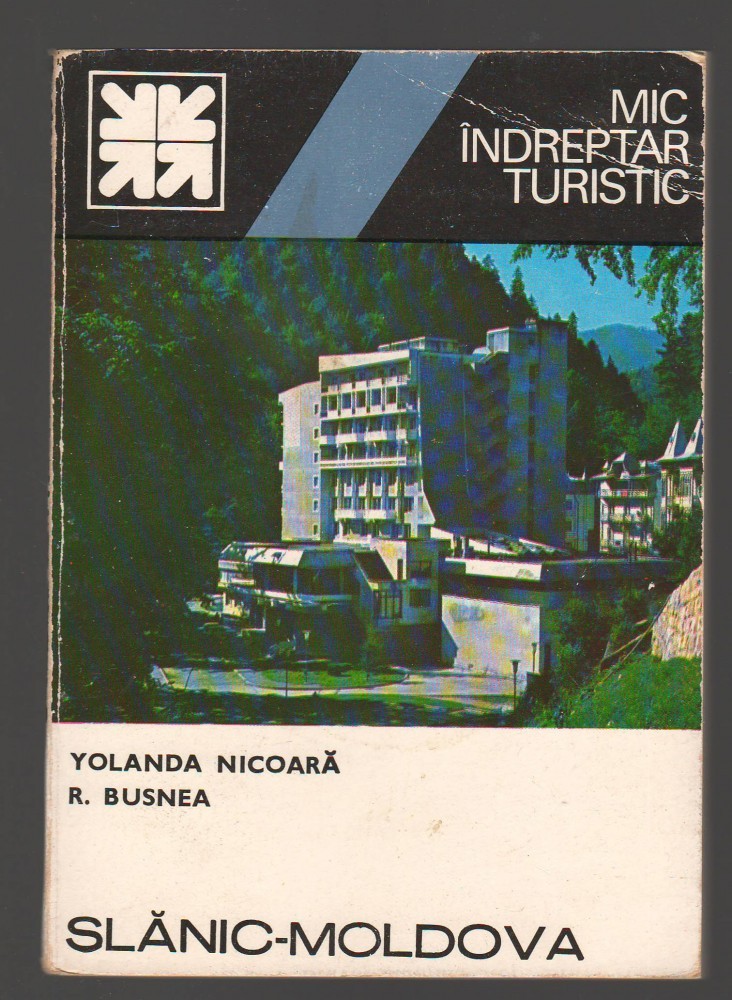 MIC
ÎNDREPTAR
TURISTIC
YOLANDA NICOARĂ
R. BUSNEA
SLĂNIC-MOLDOVA